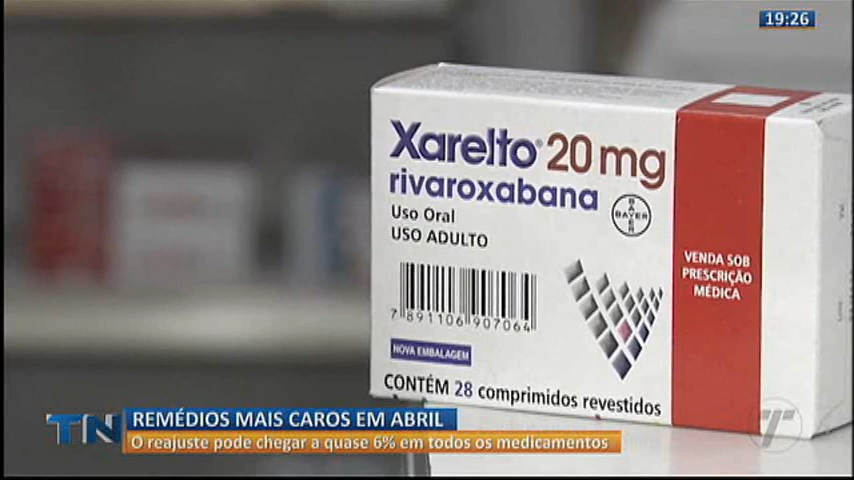 19:26
Xarelto® 20 mg
rivaroxabana
Uso Oral
USO ADULTO
BAYER
BAYER
VENDA SOB
PRESCRIÇÃO
MÉDICA
7 891106 907064
NOVA EMBALAGEM
CONTÉM 28 comprimidos revestidos
TN
REMÉDIOS MAIS CAROS EM ABRIL
O reajuste pode chegar a quase 6% em todos os medicamentos